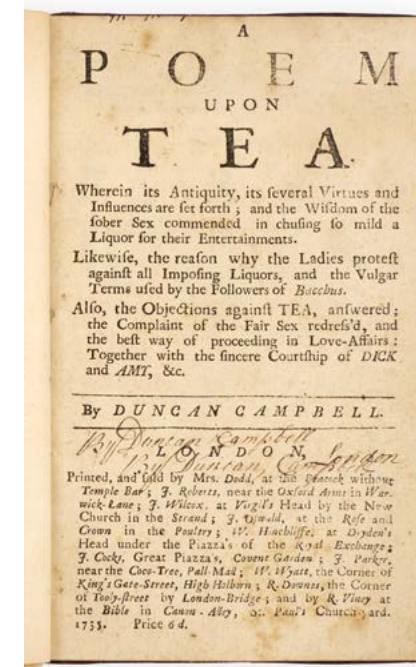 A
POEM
UPON
TEA.
Wherein its Antiquity, its ſeveral Virtues and
Influences are ſet forth ; and the Wiſdom of the
ſober Sex commended in chuſing ſo mild a
Liquor for their Entertainments.
Likewiſe, the reaſon why the Ladies proteſt
againſt all Impoſing Liquors, and the Vulgar
Terms uſed by the Followers of Bacchus.
Alſo, the Objections againſt TEA, anſwered ;
the Complaint of the Fair Sex redreſs'd, and
the beſt way of proceeding in Love-Affairs :
Together with the ſincere Courtſhip of DICK
and AMY, &c.
By DUNCAN CAMPBELL.
By Duncan Campbell
LONDON,
London
By Duncan, Campbell
Printed, and ſold by Mrs. Dodd, at the Peacock without
Temple Bar ; J. Roberts, near the Oxford Arms in War-
wick-Lane ; J. Wilcox, at Virgil's Head by the New
Church in the Strand ; J. Oſwald, at the Roſe and
Crown in the Poultry ; W. Hinchliffe, at Dryden's
Head under the Piazza's of the Royal Exchange ;
J. Cocks, Great Piazza's, Covent Garden ; J. Parker,
near the Coco-Tree, Pall-Mall ; W. Wyatt, the Corner of
King's Gate-Street, High Holborn ; R. Downes, the Corner
of Tooly-ſtreet by London-Bridge ; and by R. Viney at
the Bible in Canon-Alley, St. Paul's Church-yard.
1735. Price 6 d.